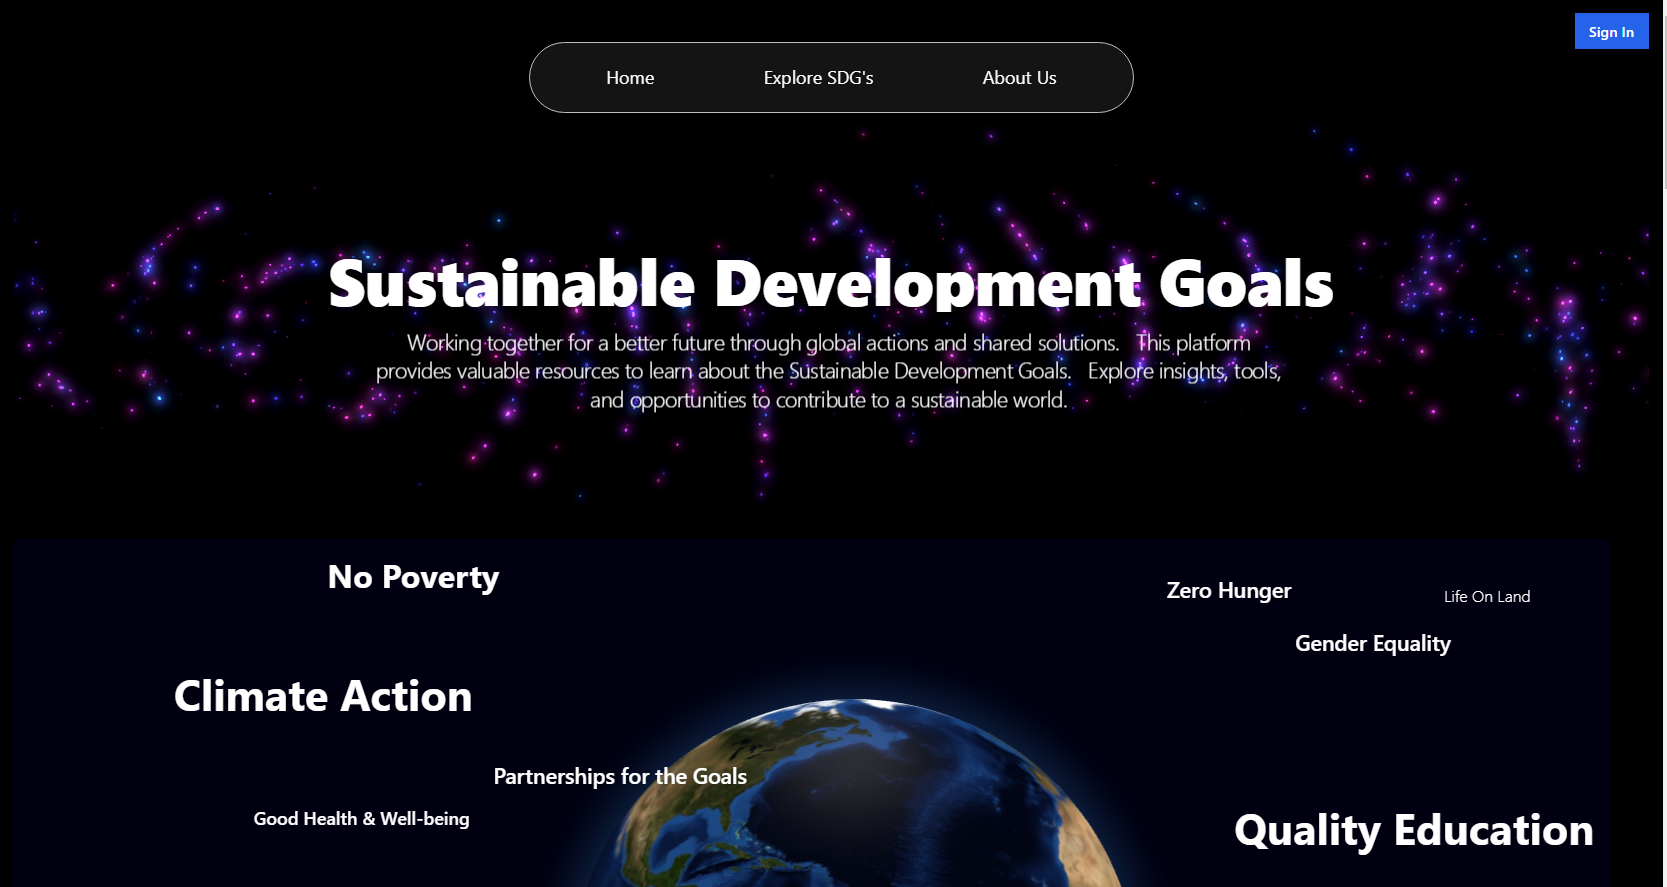 Sign In
Home Explore SDG's About Us
Sustainable Development Goals
Working together for a better future through global actions and shared solutions. This platform
provides valuable resources to learn about the Sustainable Development Goals. Explore insights, tools,
and opportunities to contribute to a sustainable world.
No Poverty
Zero Hunger
Life On Land
Gender Equality
Climate Action
Partnerships for the Goals
Good Health & Well-being
Quality Education